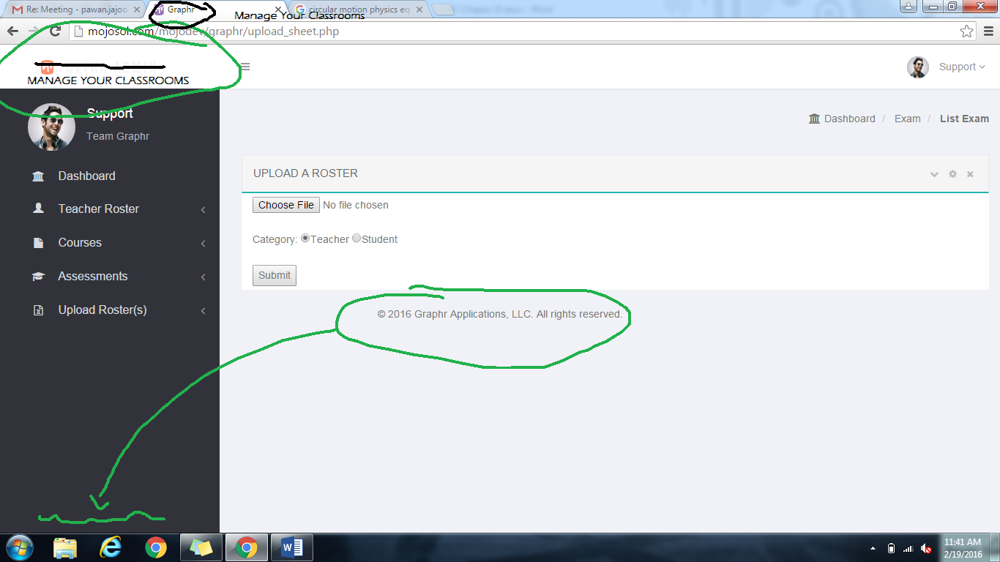 Re: Meeting - pawan.jajoo
Graphr
Manage Your Classrooms
circular motion physics eq
mojosol.com/mojodev/graphr/upload_sheet.php
MANAGE YOUR CLASSROOMS
Support
Support
Team Graphr
Dashboard / Exam / List Exam
Dashboard
Teacher Roster
Courses
Assessments
Upload Roster(s)
UPLOAD A ROSTER
Choose File No file chosen
Category: Teacher Student
Submit
© 2016 Graphr Applications, LLC. All rights reserved.
11:41 AM
2/19/2016